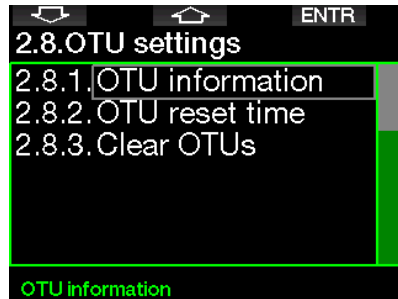 ENTR
2.8.OTU settings
2.8.1.OTU information
2.8.2.OTU reset time
2.8.3.Clear OTUs
OTU information